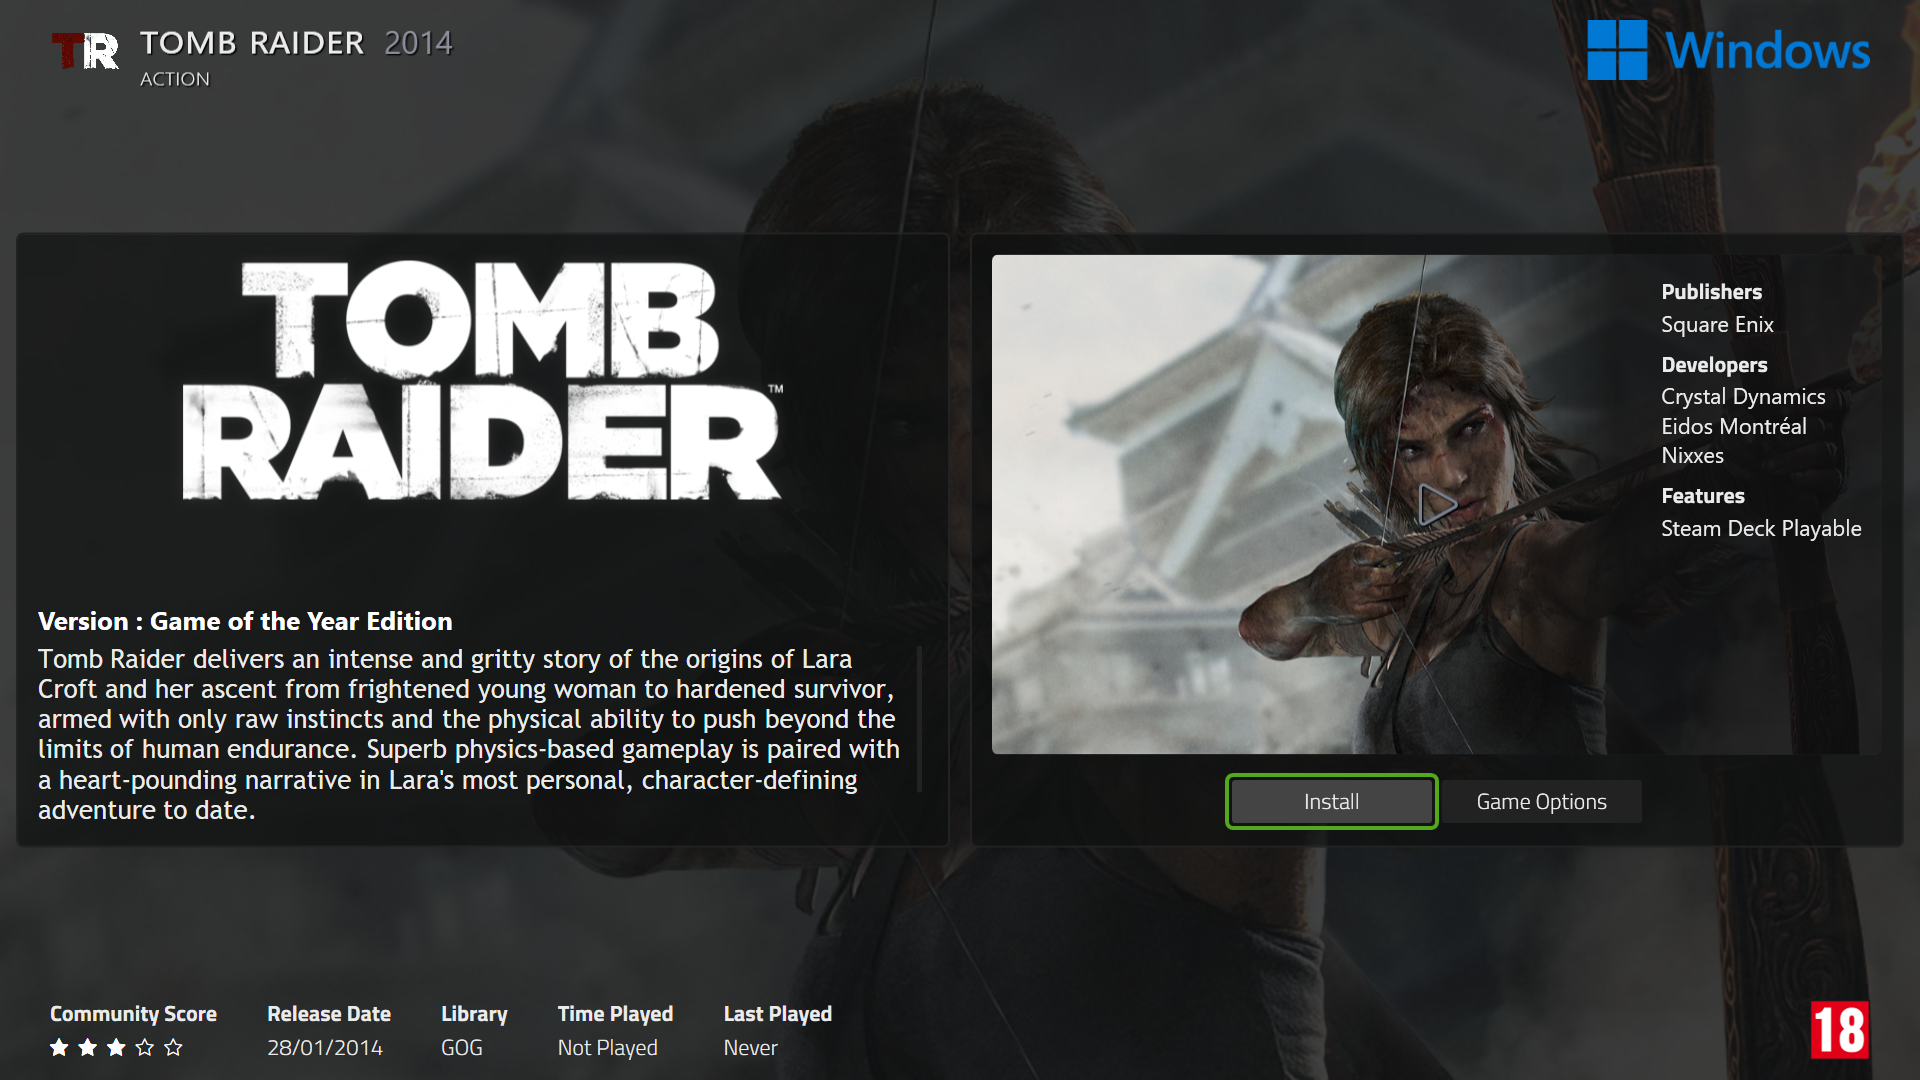 TR
TOMB RAIDER 2014
ACTION
Windows
TOMB
RAIDER™
Version : Game of the Year Edition
Tomb Raider delivers an intense and gritty story of the origins of Lara
Croft and her ascent from frightened young woman to hardened survivor,
armed with only raw instincts and the physical ability to push beyond the
limits of human endurance. Superb physics-based gameplay is paired with
a heart-pounding narrative in Lara's most personal, character-defining
adventure to date.
Publishers
Square Enix
Developers
Crystal Dynamics
Eidos Montréal
Nixxes
Features
Steam Deck Playable
Install
Game Options
Community Score
Release Date
28/01/2014
Library
GOG
Time Played
Not Played
Last Played
Never
18